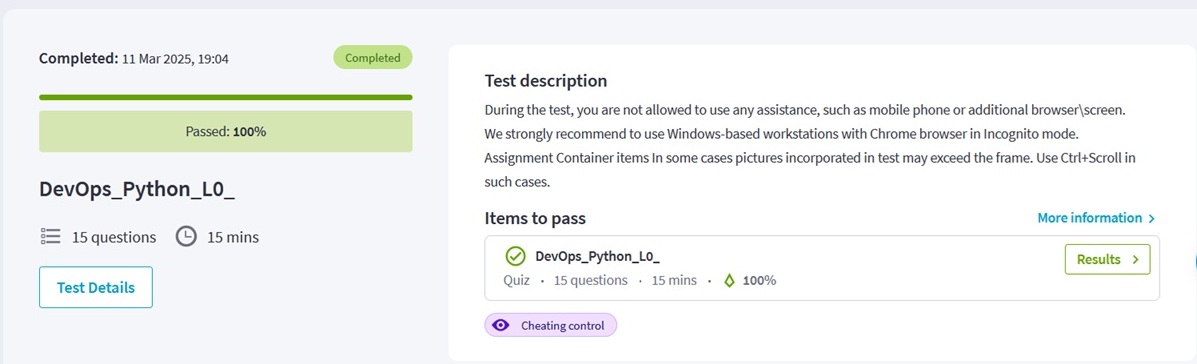 Completed: 11 Mar 2025, 19:04
Completed
Passed: 100%
DevOps_Python_L0_
15 questions
15 mins
Test Details
Test description
During the test, you are not allowed to use any assistance, such as mobile phone or additional browser\screen.
We strongly recommend to use Windows-based workstations with Chrome browser in Incognito mode.
Assignment Container items In some cases pictures incorporated in test may exceed the frame. Use Ctrl+Scroll in
such cases.
Items to pass
More information
DevOps_Python_L0_
Quiz · 15 questions · 15 mins · 100%
Results
Cheating control